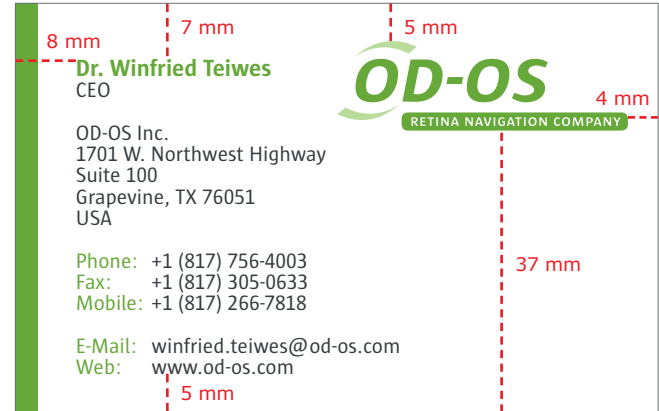 7 mm
5 mm
8 mm
Dr. Winfried Teiwes
CEO
OD-OS
4 mm
RETINA NAVIGATION COMPANY
OD-OS Inc.
1701 W. Northwest Highway
Suite 100
Grapevine, TX 76051
USA
Phone: +1 (817) 756-4003
Fax: +1 (817) 305-0633
Mobile: +1 (817) 266-7818
37 mm
E-Mail: winfried.teiwes@od-os.com
Web: www.od-os.com
5 mm